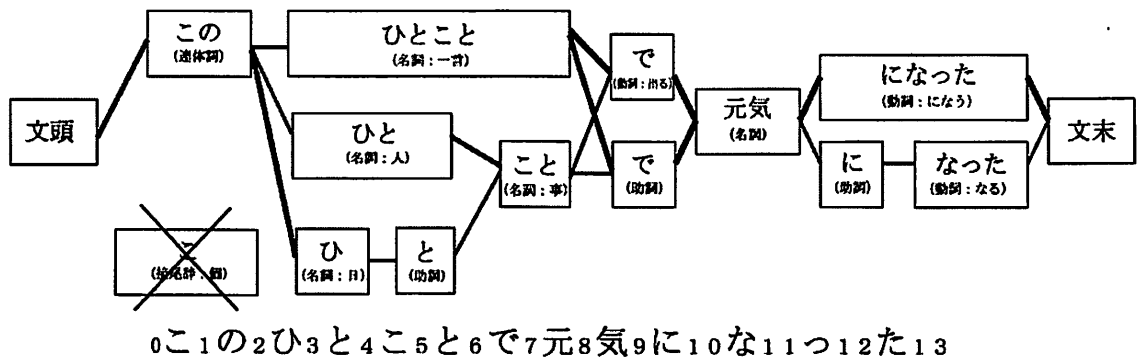 この
(連体詞)
ひとこと
(名詞：一言)
で
(動詞：出る)
になった
(動詞：になう)
文頭
元気
(名詞)
文末
ひと
(名詞：人)
こと
(名詞：事)
で
(助詞)
に
(助詞)
なった
(動詞：なる)
こ
(接尾辞：個)
ひ
(名詞：日)
と
(助詞)
0こ1の2ひ3と4こ5と6で7元8気9に10な11っ12た13